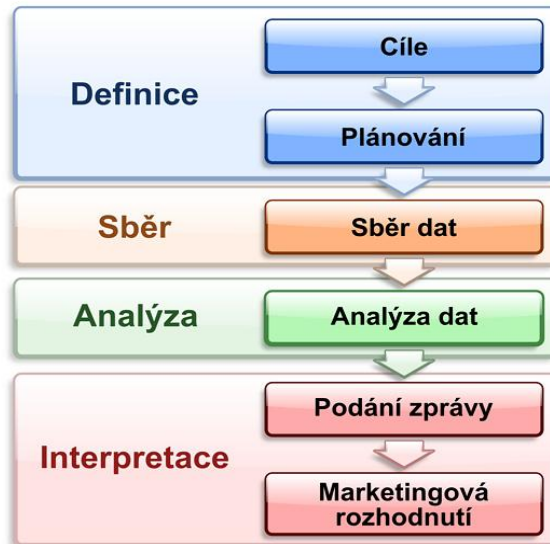 Definice
Cíle
Plánování
Sběr
Sběr dat
Analýza
Analýza dat
Interpretace
Podání zprávy
Marketingová
rozhodnutí